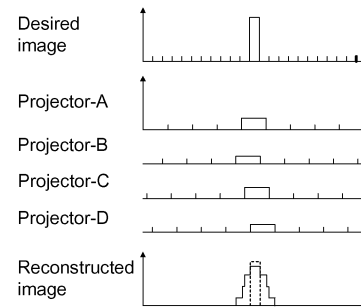 Desired
image
Projector-A
Projector-B
Projector-C
Projector-D
Reconstructed
image